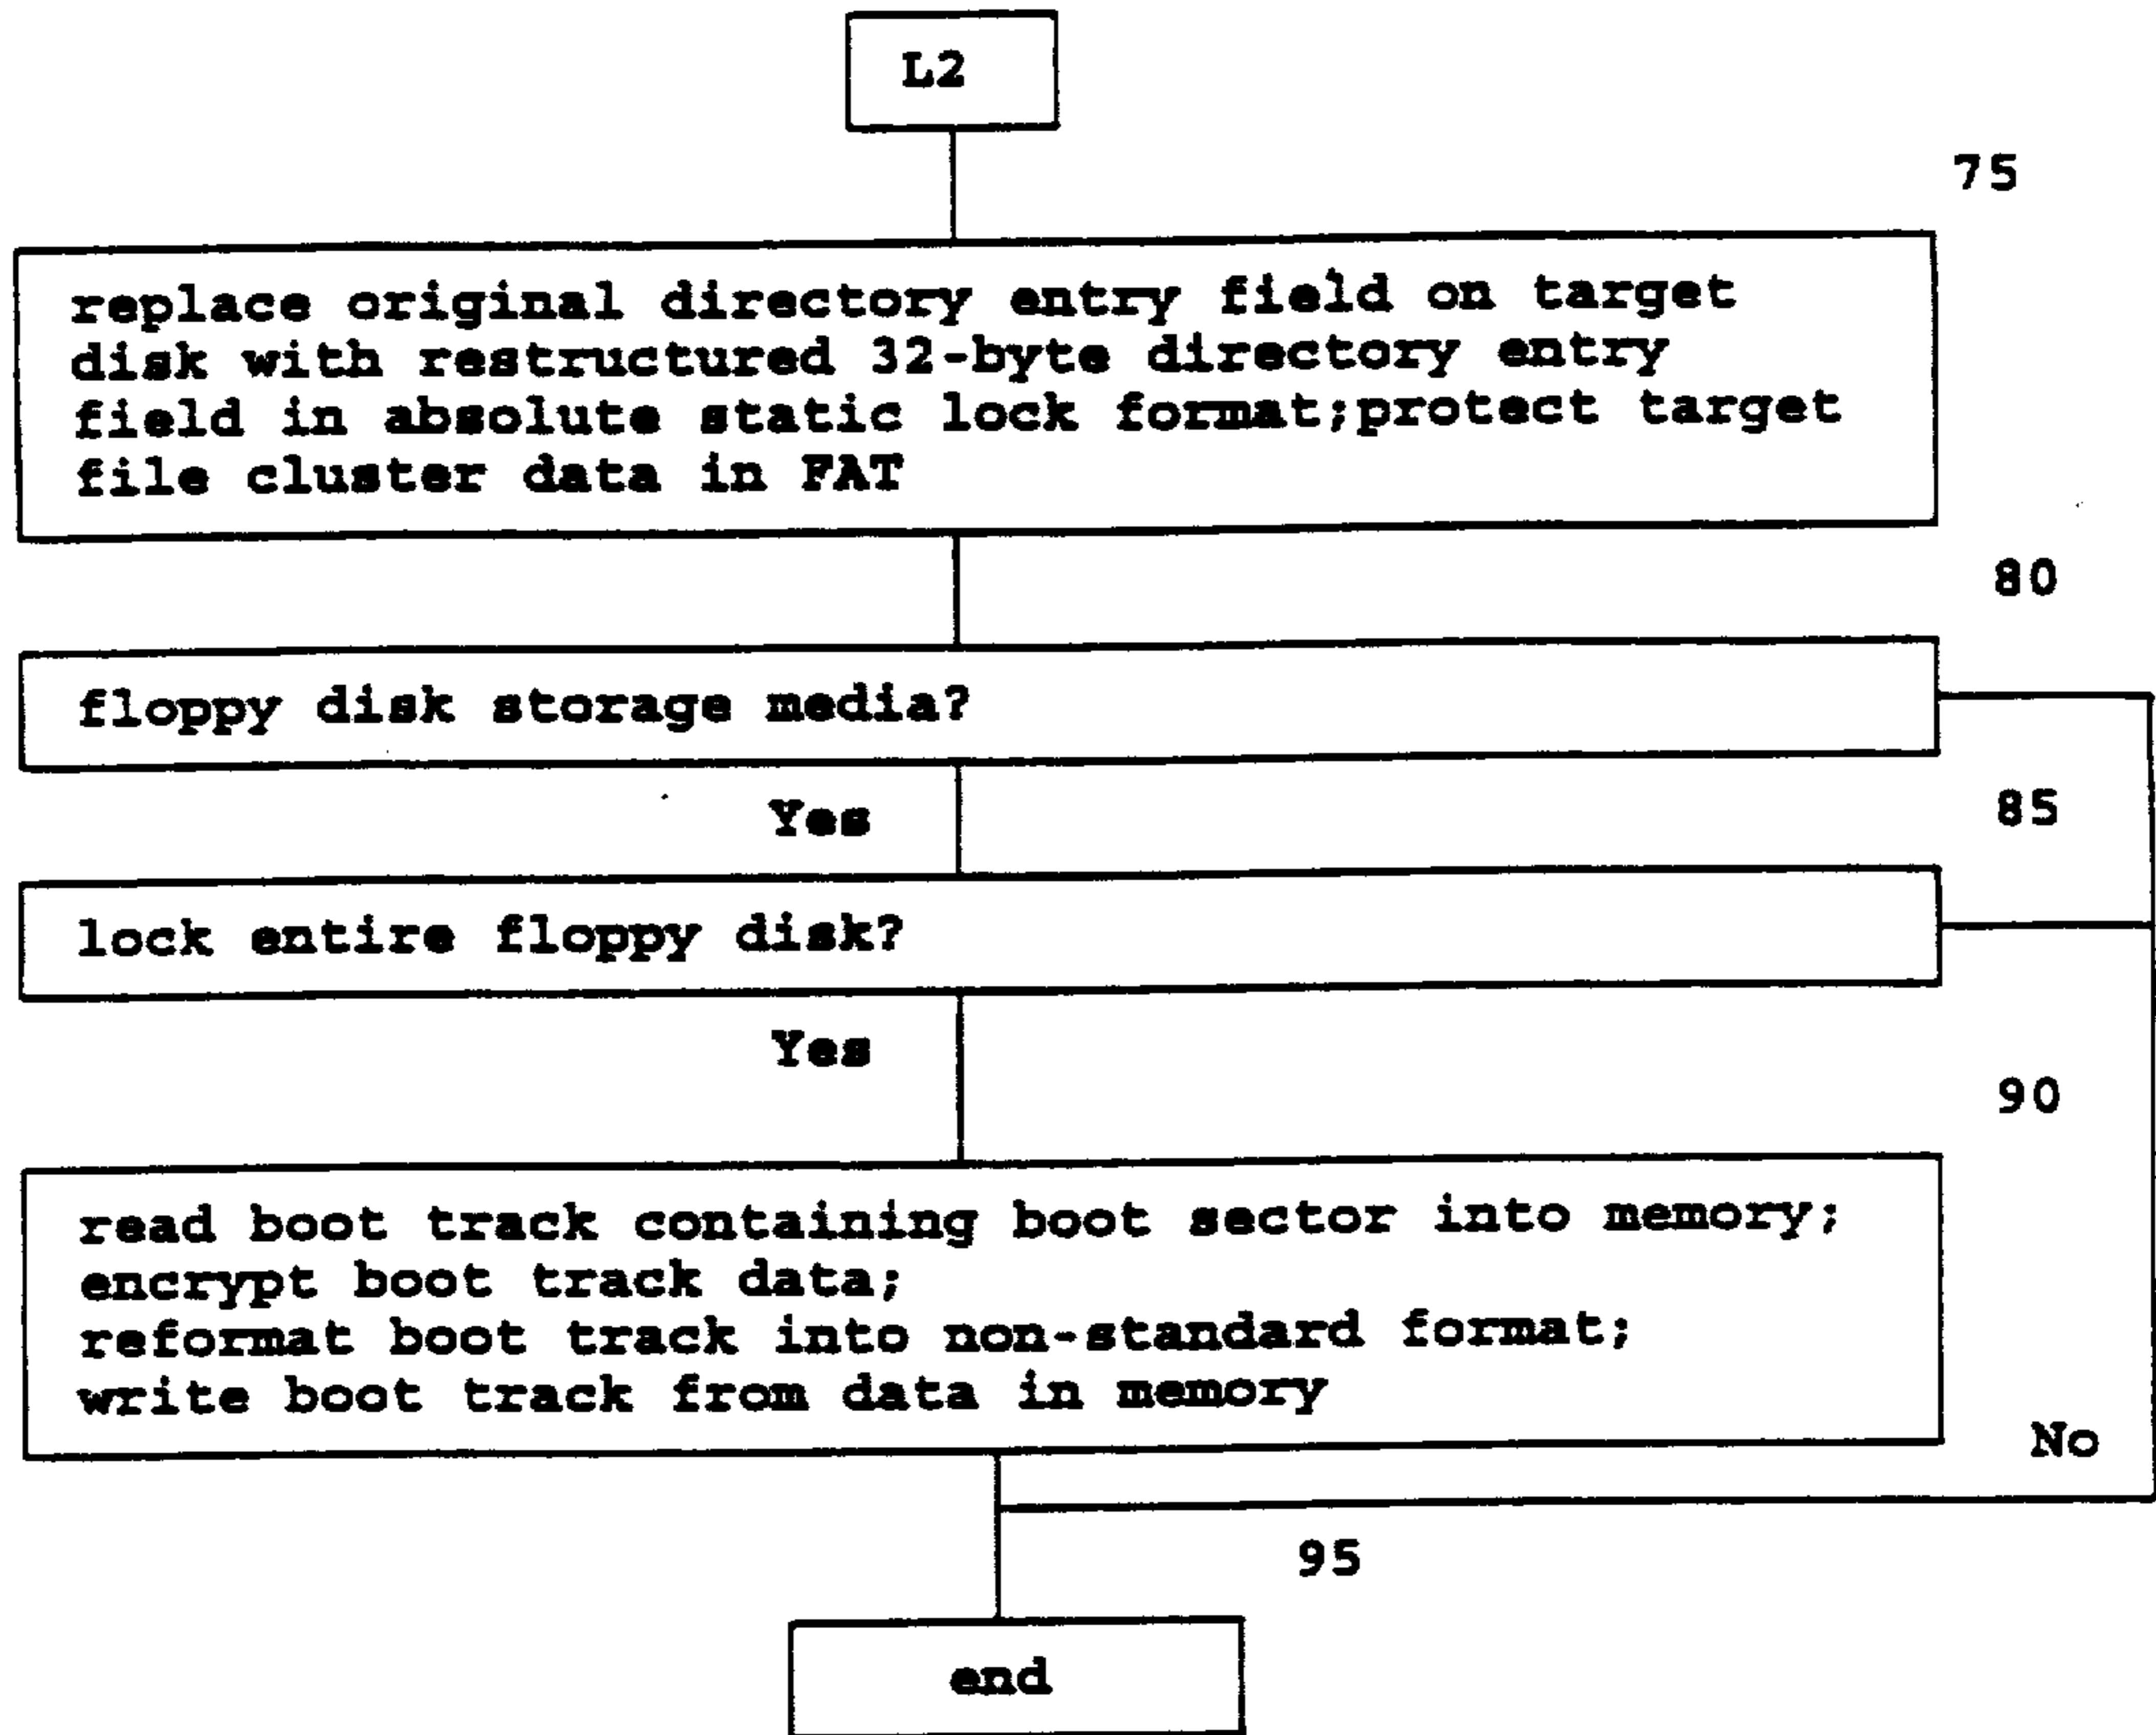 L2
75
replace original directory entry field on target
disk with restructured 32-byte directory entry
field in absolute static lock format;protect target
file cluster data in FAT
80
floppy disk storage media?
Yes
85
lock entire floppy disk?
Yes
90
read boot track containing boot sector into memory;
encrypt boot track data;
reformat boot track into non-standard format;
write boot track from data in memory
No
95
end